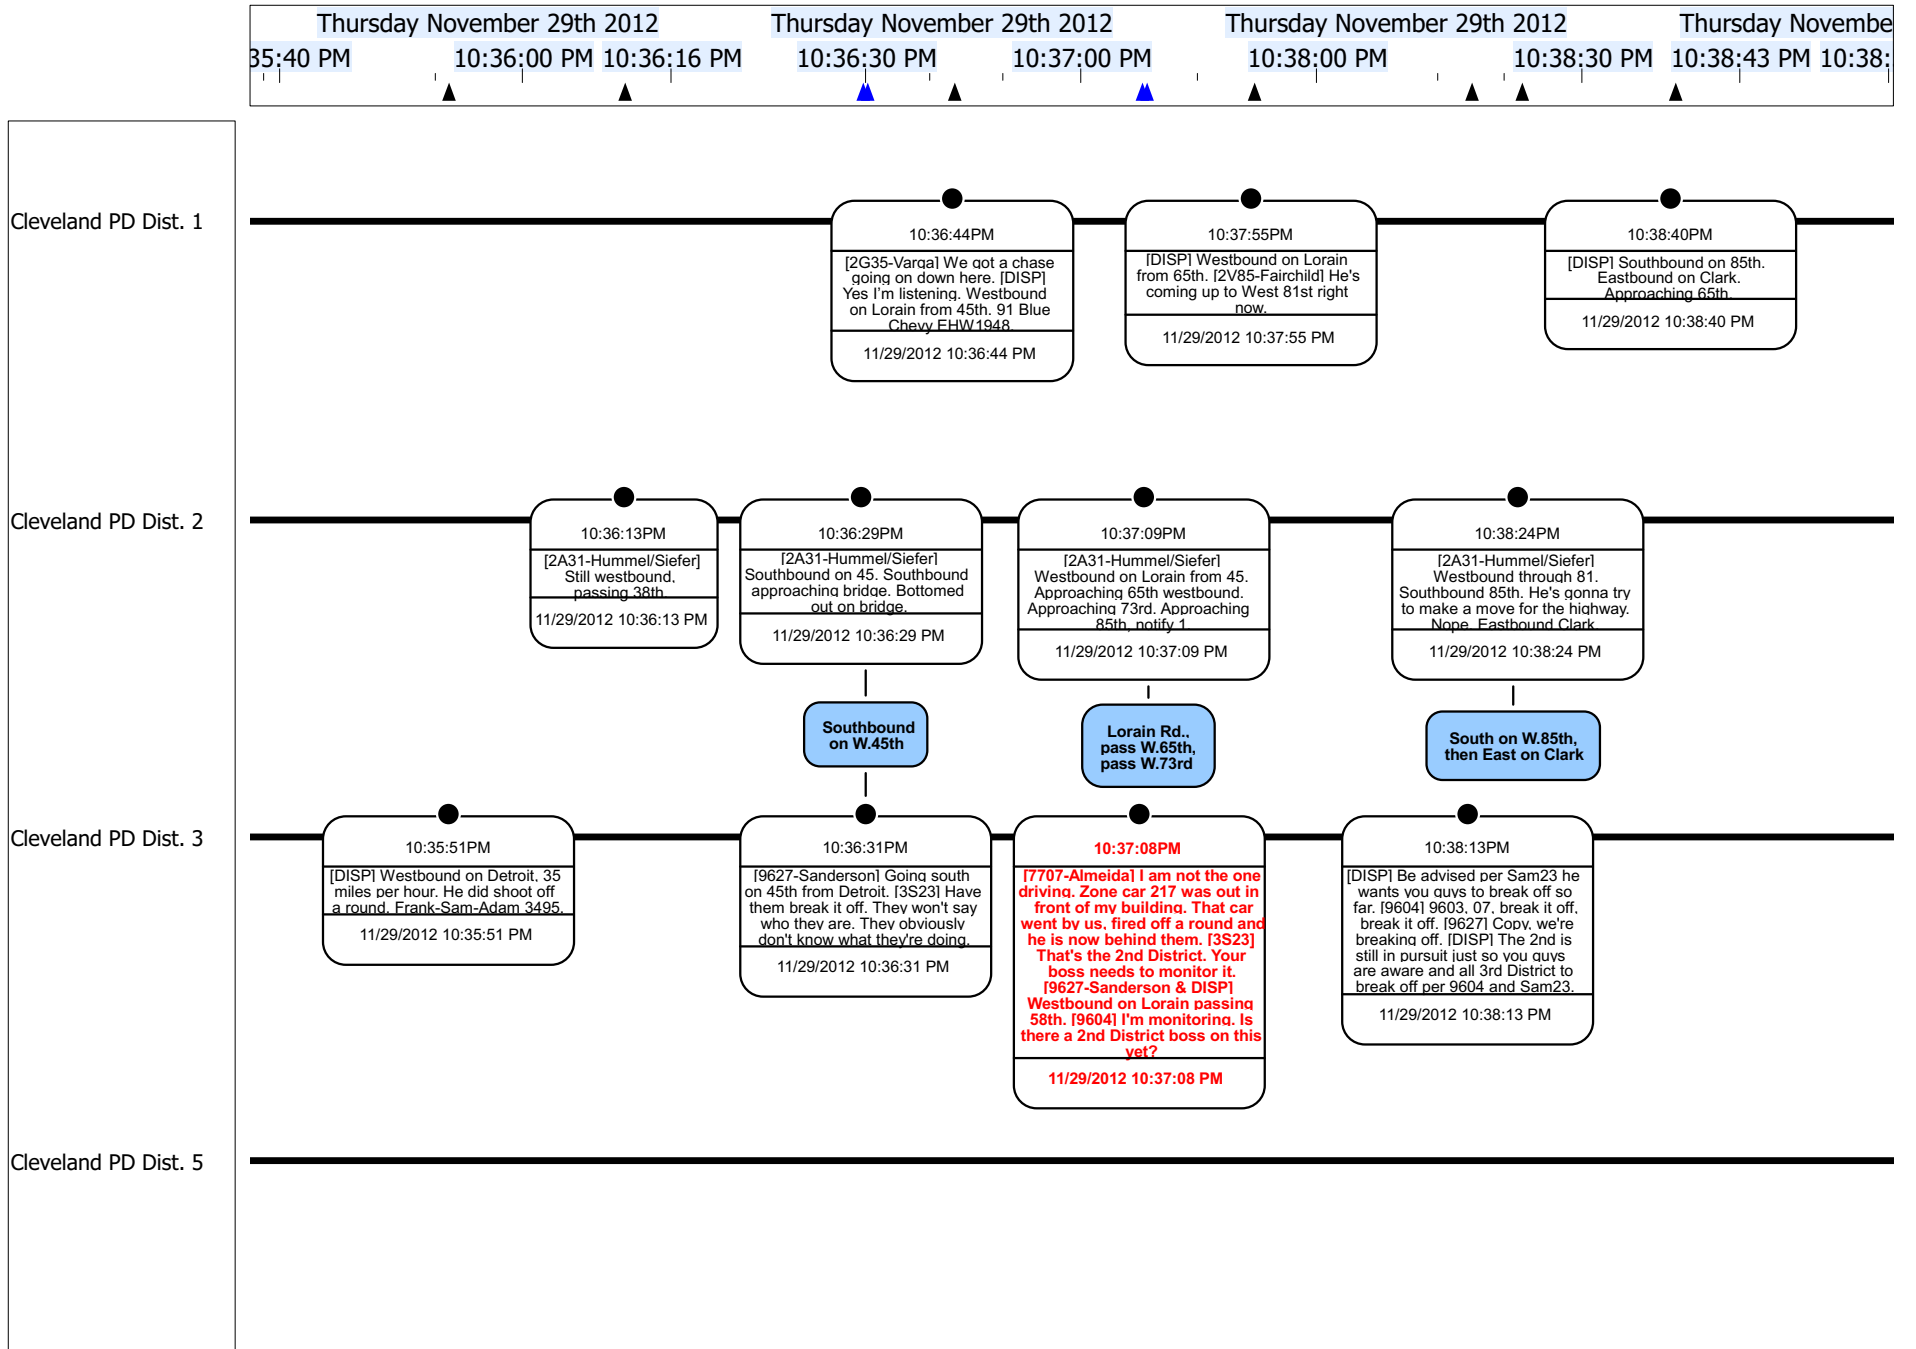 Thursday November 29th 2012
Thursday November 29th 2012
Thursday November 29th 2012
Thursday Novembe
35:40 PM
10:36:00 PM
10:36:16 PM
10:36:30 PM
10:37:00 PM
10:38:00 PM
10:38:30 PM
10:38:43 PM
10:38:
Cleveland PD Dist. 1
10:36:44PM
[2G35-Varga] We got a chase
going on down here. [DISP]
Yes I'm listening. Westbound
on Lorain from 45th. 91 Blue
Chevy EHW1948.
11/29/2012 10:36:44 PM
10:37:55PM
[DISP] Westbound on Lorain
from 65th. [2V85-Fairchild] He's
coming up to West 81st right
now.
11/29/2012 10:37:55 PM
10:38:40PM
[DISP] Southbound on 85th.
Eastbound on Clark.
Approaching 65th.
11/29/2012 10:38:40 PM
Cleveland PD Dist. 2
10:36:13PM
[2A31-Hummel/Siefer]
Still westbound,
passing 38th
11/29/2012 10:36:13 PM
10:36:29PM
[2A31-Hummel/Siefer]
Southbound on 45. Southbound
approaching bridge. Bottomed
out on bridge.
11/29/2012 10:36:29 PM
10:37:09PM
[2A31-Hummel/Siefer]
Westbound on Lorain from 45.
Approaching 65th westbound.
Approaching 73rd. Approaching
85th, notify 1
11/29/2012 10:37:09 PM
10:38:24PM
[2A31-Hummel/Siefer]
Westbound through 81.
Southbound 85th. He's gonna try
to make a move for the highway.
Nope. Eastbound Clark.
11/29/2012 10:38:24 PM
Southbound
on W.45th
Lorain Rd.,
pass W.65th,
pass W.73rd
South on W.85th,
then East on Clark
Cleveland PD Dist. 3
10:35:51PM
[DISP] Westbound on Detroit, 35
miles per hour. He did shoot off
a round. Frank-Sam-Adam 3495.
11/29/2012 10:35:51 PM
10:36:31PM
[9627-Sanderson] Going south
on 45th from Detroit. [3S23] Have
them break it off. They won't say
who they are. They obviously
don't know what they're doing.
11/29/2012 10:36:31 PM
10:37:08PM
[7707-Almeida] I am not the one
driving. Zone car 217 was out in
front of my building. That car
went by us, fired off a round and
he is now behind them. [3S23]
That's the 2nd District. Your
boss needs to monitor it.
[9627-Sanderson & DISP]
Westbound on Lorain passing
58th. [9604] I'm monitoring. Is
there a 2nd District boss on this
yet?
11/29/2012 10:37:08 PM
10:38:13PM
[DISP] Be advised per Sam23 he
wants you guys to break off so
far. [9604] 9603, 07, break it off,
break it off. [9627] Copy, we're
breaking off. [DISP] The 2nd is
still in pursuit just so you guys
are aware and all 3rd District to
break off per 9604 and Sam23.
11/29/2012 10:38:13 PM
Cleveland PD Dist. 5